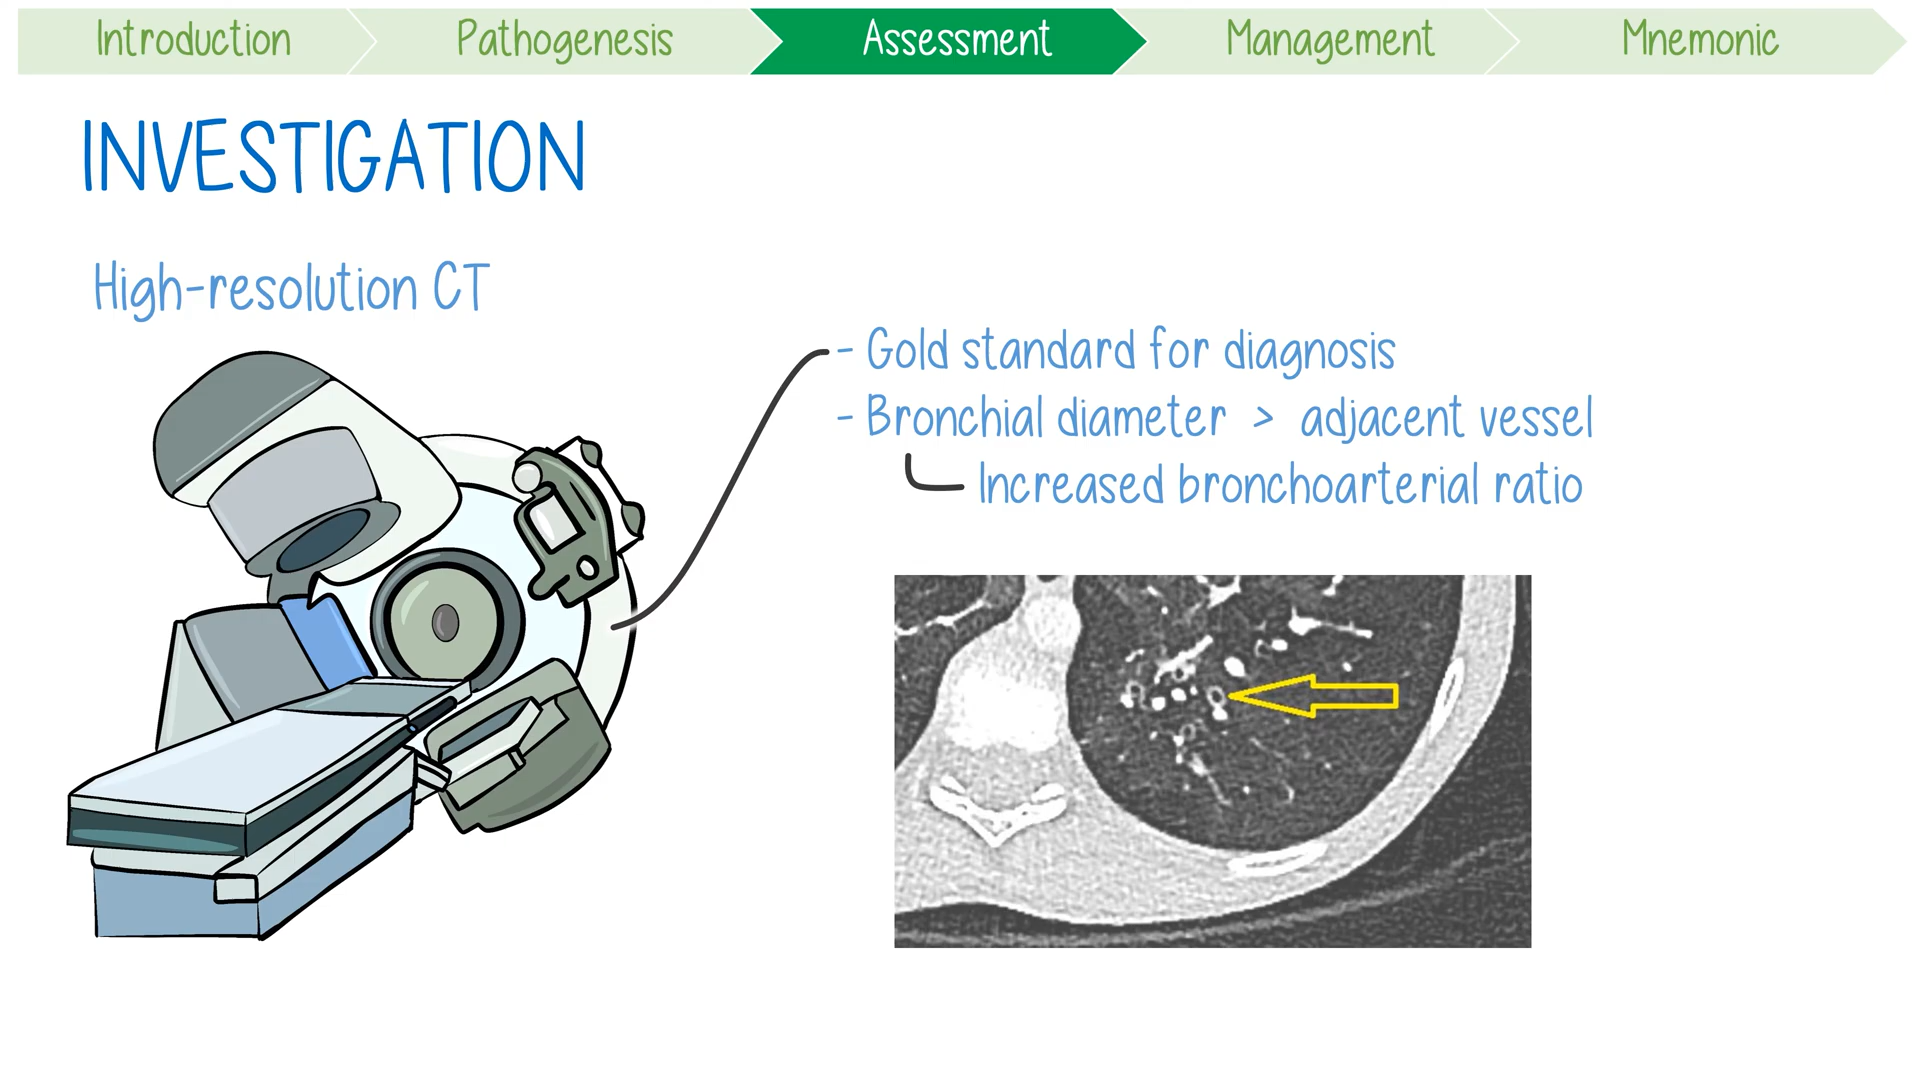 Introduction
Pathogenesis
Assessment
Management
Mnemonic
INVESTIGATION
High-resolution CT
- Gold standard for diagnosis
- Bronchial diameter > adjacent vessel
Increased bronchoarterial ratio